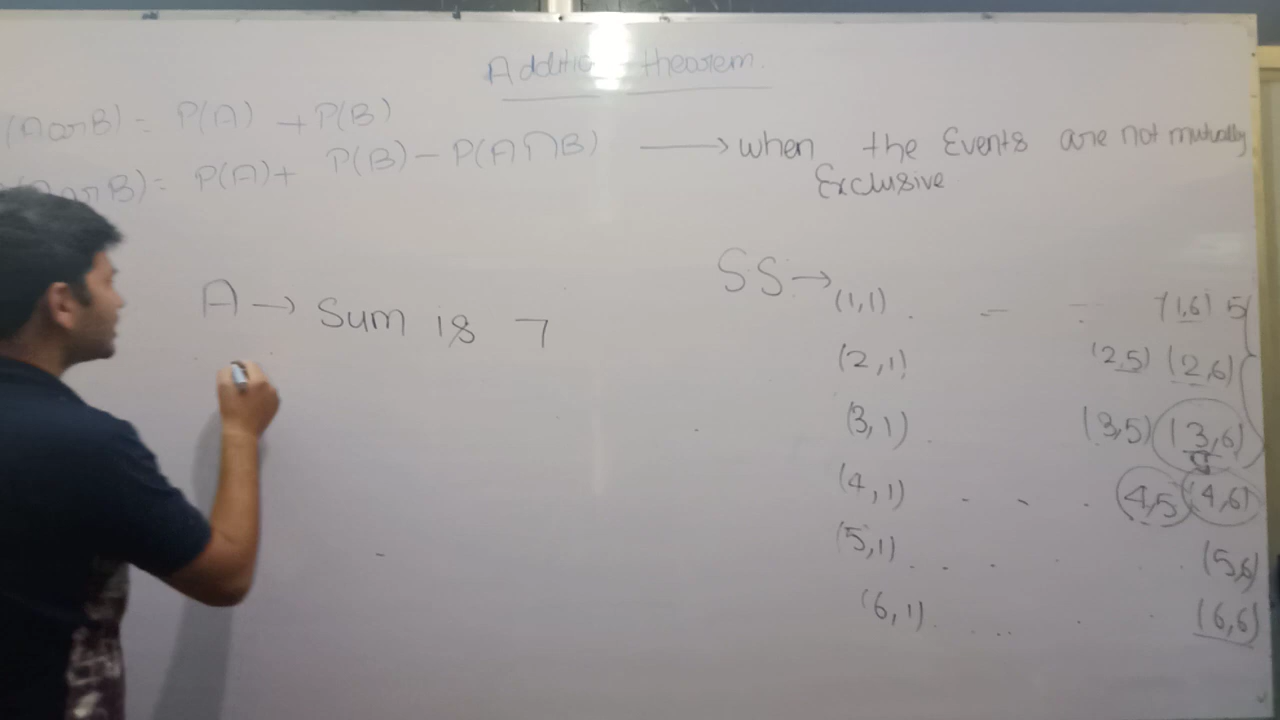 Addition theorem.
(A or B) = P(A) + P(B)
(A or B) = P(A) + P(B) - P(A∩B) → when the Events are not mutually
Exclusive
A → Sum is 7
SS →
(1,1) . - - (1,6)
(2,1) (2,5) (2,6)
(3,1) . (3,5) (3,6)
(4,1) - - . (4,5) (4,6)
(5,1) . . . . . . (5,6)
(6,1) . . . . . (6,6)